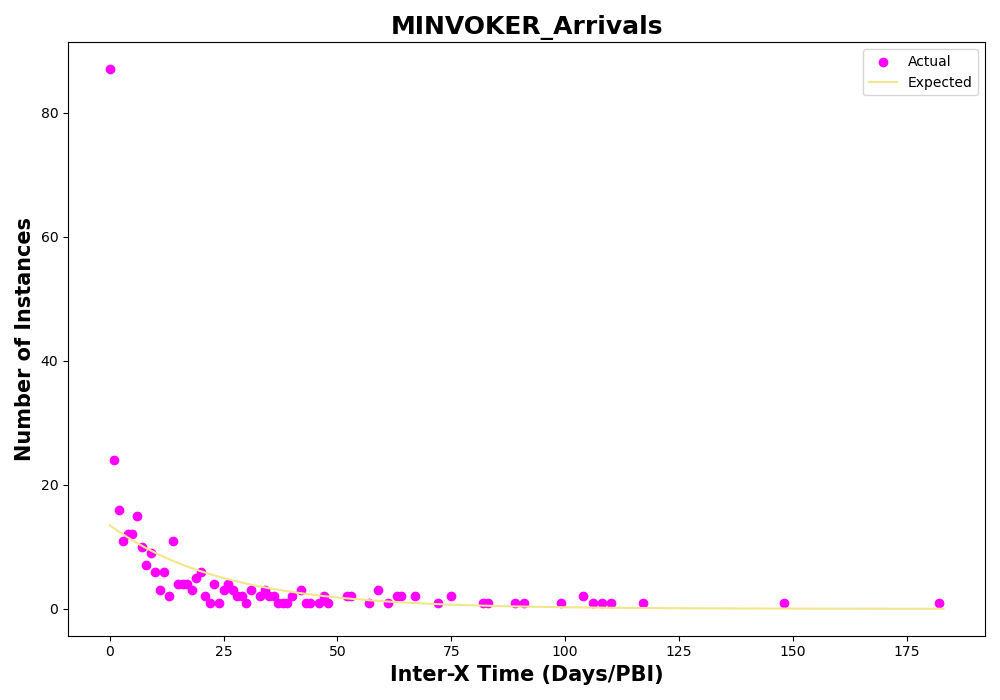 MINVOKER_Arrivals
Actual
Expected
Number of Instances
80
60
40
20
0
0 25 50 75 100 125 150 175
Inter-X Time (Days/PBI)